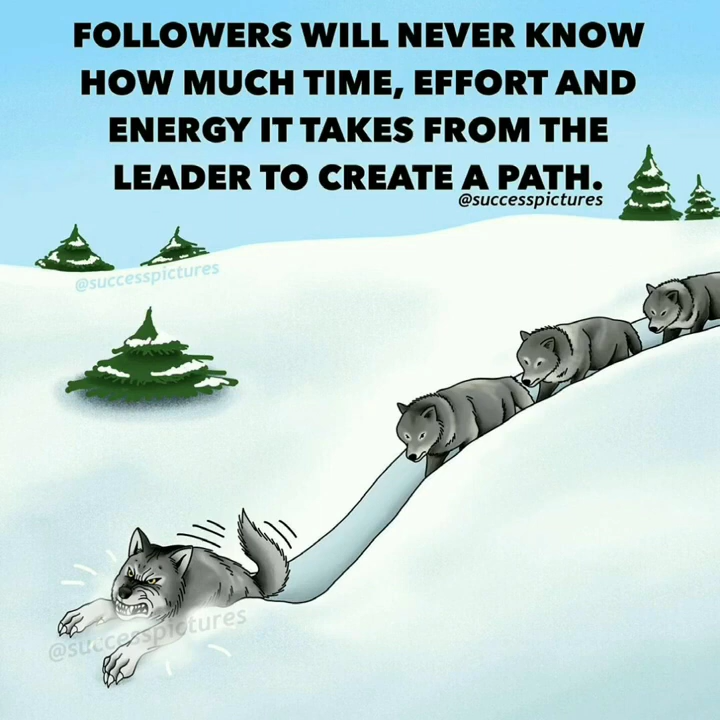 FOLLOWERS WILL NEVER KNOW
HOW MUCH TIME, EFFORT AND
ENERGY IT TAKES FROM THE
LEADER TO CREATE A PATH.
@successpictures
@successpictures
@successpictures